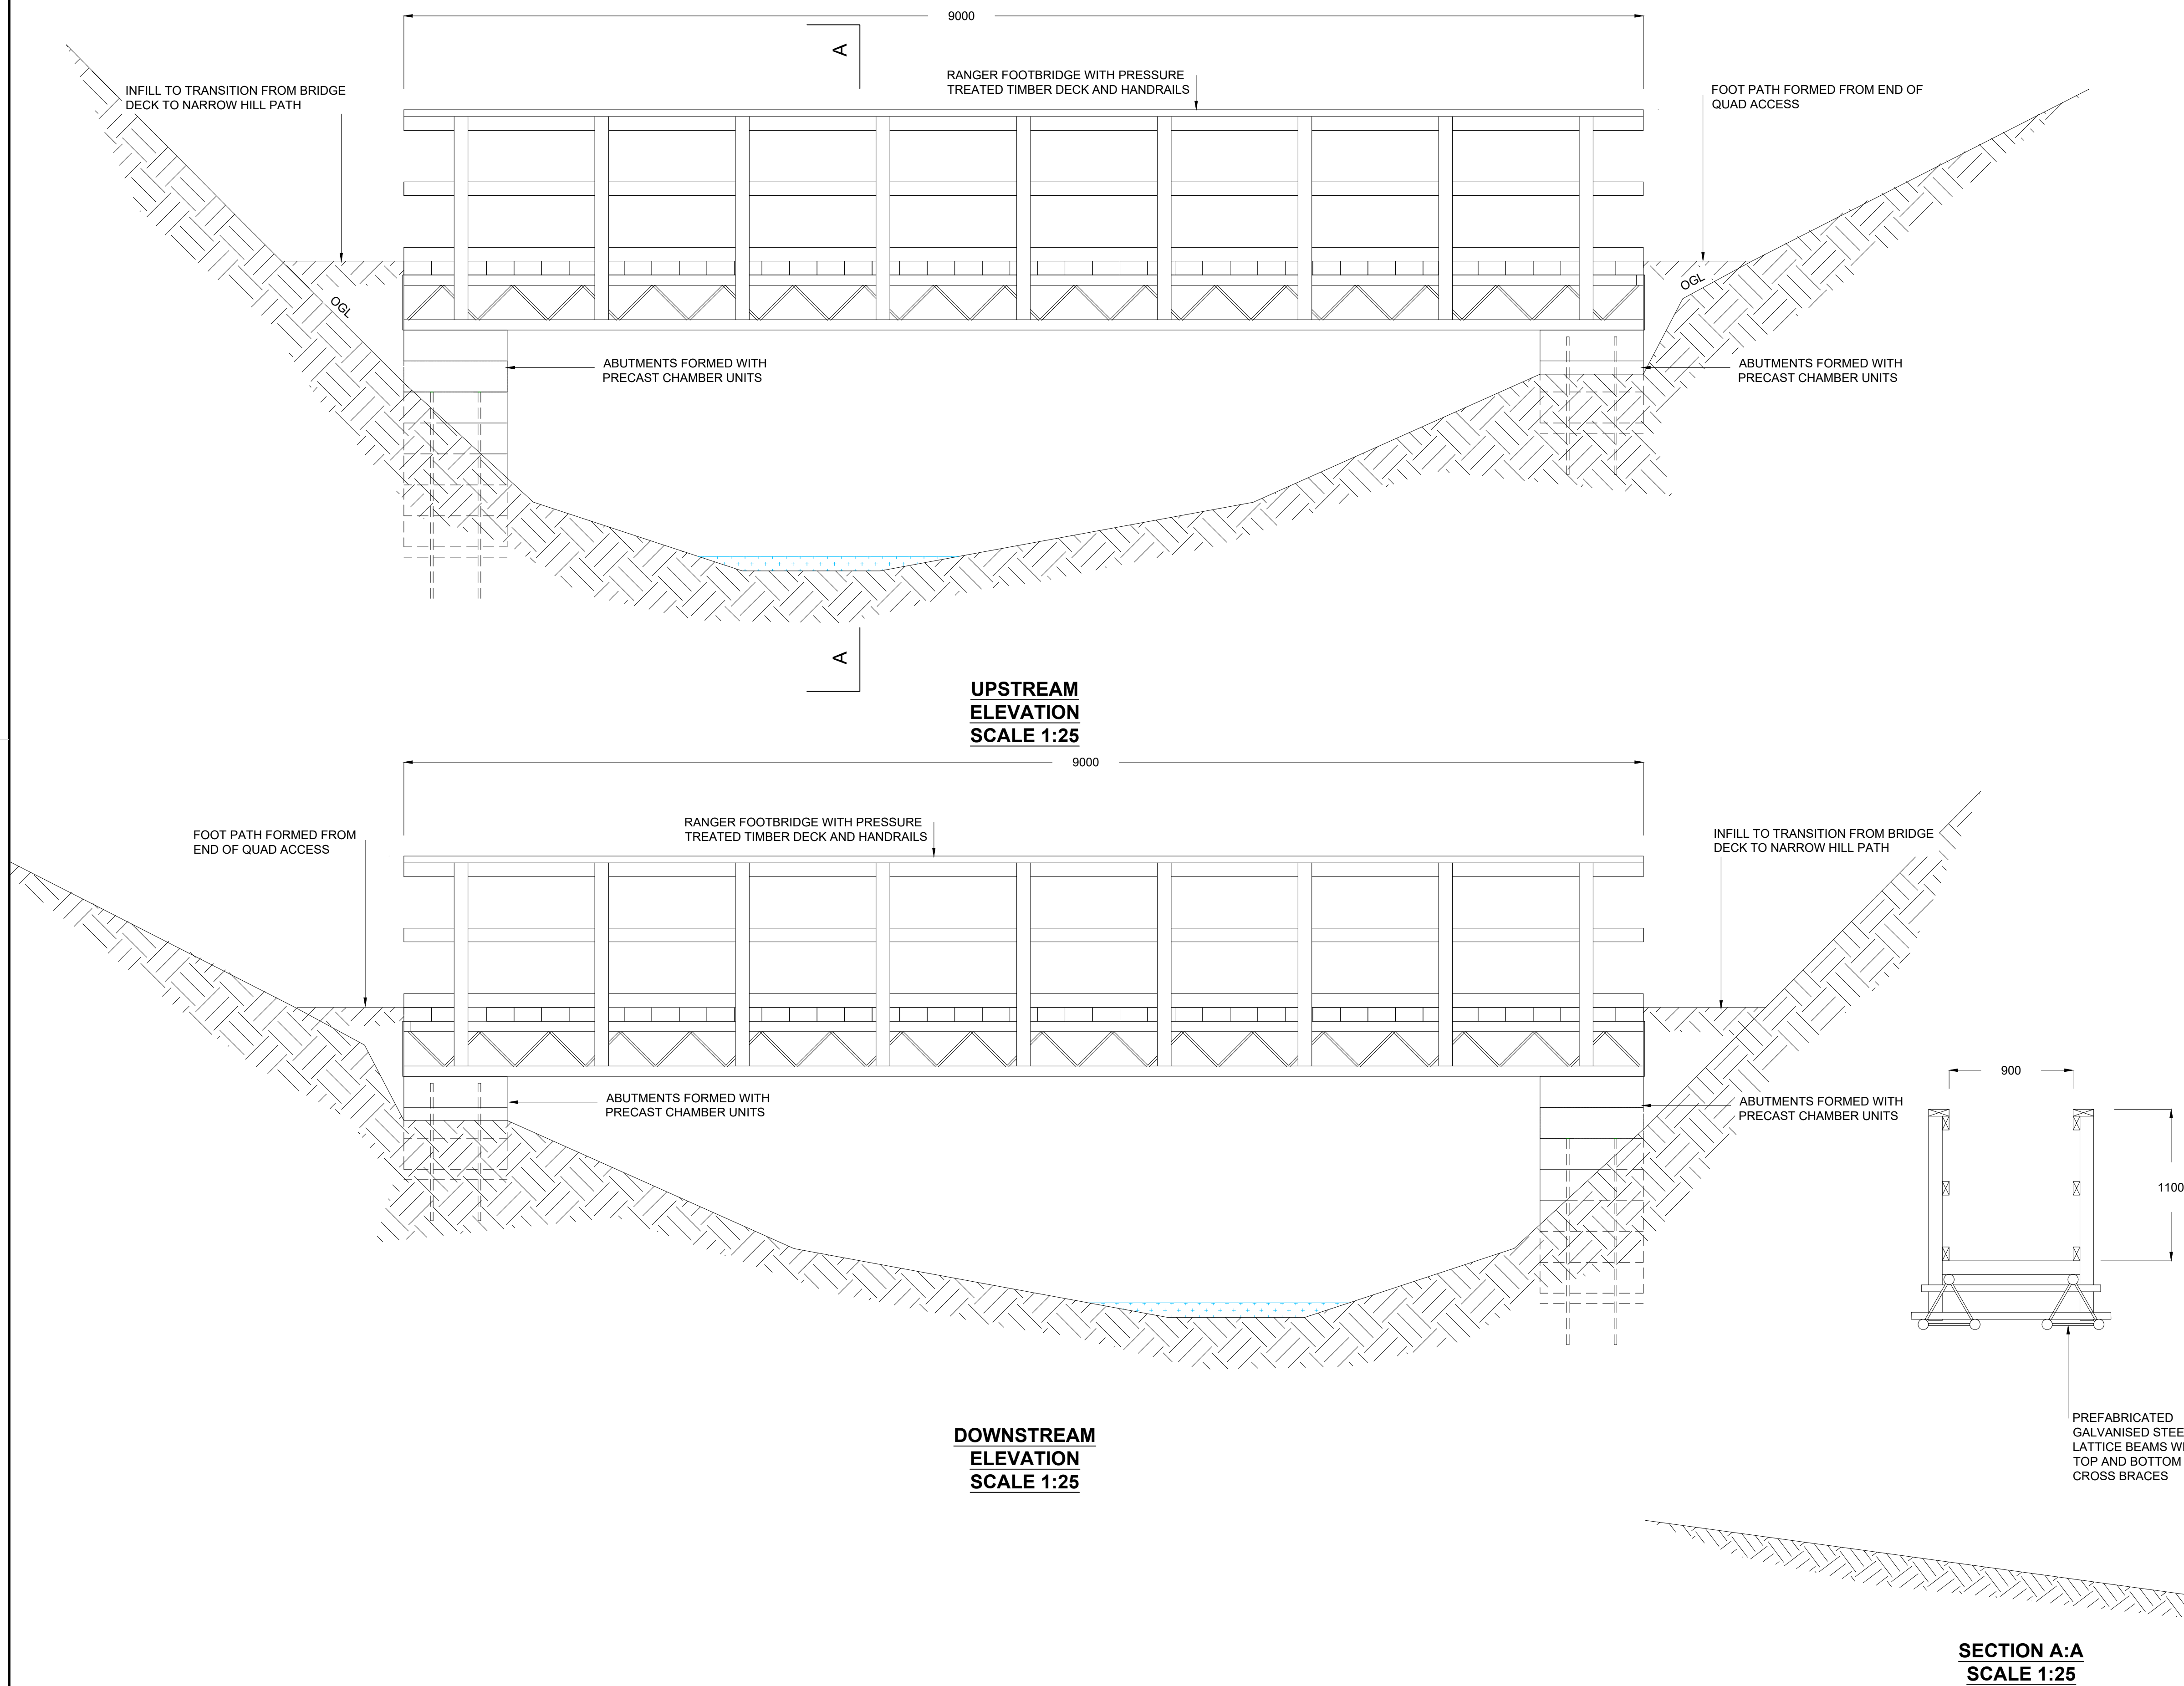 9000
A
RANGER FOOTBRIDGE WITH PRESSURE
TREATED TIMBER DECK AND HANDRAILS
INFILL TO TRANSITION FROM BRIDGE
DECK TO NARROW HILL PATH
FOOT PATH FORMED FROM END OF
QUAD ACCESS
OGL
OGL
ABUTMENTS FORMED WITH
PRECAST CHAMBER UNITS
ABUTMENTS FORMED WITH
PRECAST CHAMBER UNITS
A
UPSTREAM
ELEVATION
SCALE 1:25
9000
RANGER FOOTBRIDGE WITH PRESSURE
TREATED TIMBER DECK AND HANDRAILS
FOOT PATH FORMED FROM
END OF QUAD ACCESS
INFILL TO TRANSITION FROM BRIDGE
DECK TO NARROW HILL PATH
ABUTMENTS FORMED WITH
PRECAST CHAMBER UNITS
ABUTMENTS FORMED WITH
PRECAST CHAMBER UNITS
DOWNSTREAM
ELEVATION
SCALE 1:25
900
1100
PREFABRICATED
GALVANISED STEE
LATTICE BEAMS W
TOP AND BOTTOM
CROSS BRACES
SECTION A:A
SCALE 1:25